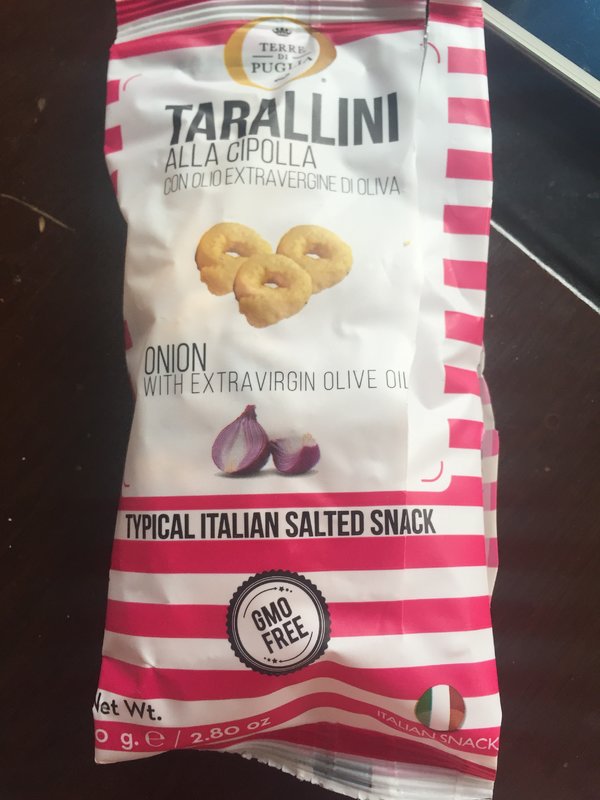 TERRE
DI
PUGLIA
TARALLINI
ALLA CIPOLLA
CON OLIO EXTRAVERGINE DI OLIVA
ONION
WITH EXTRAVIRGIN OLIVE OIL
TYPICAL ITALIAN SALTED SNACK
GMO
FREE
Net Wt.
0 g. e / 2.80 oz
ITALIAN SNACK